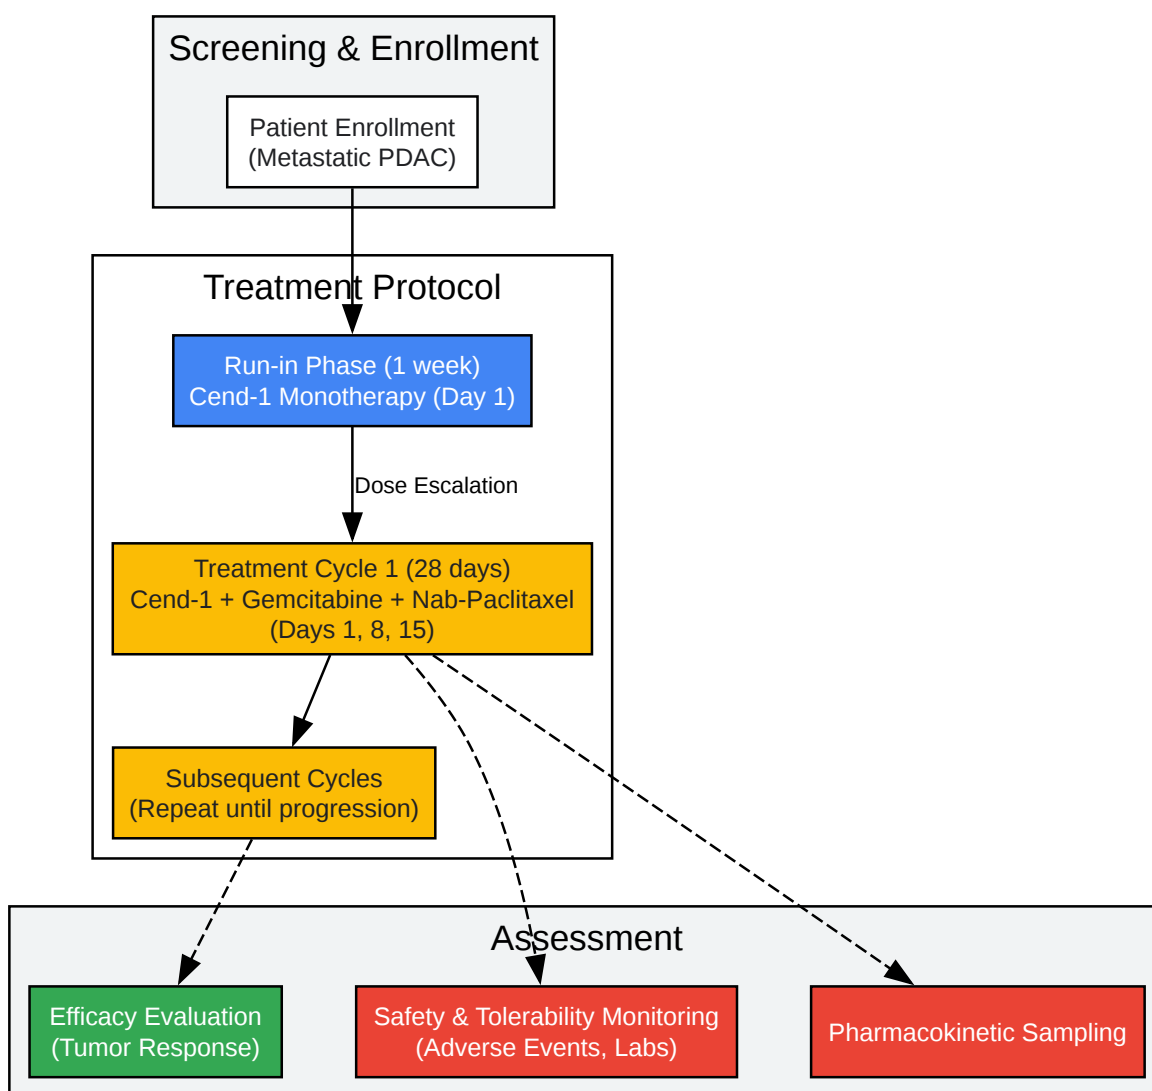 Screening & Enrollment
Patient Enrollment
(Metastatic PDAC)
Treatment Protocol
Run-in Phase (1 week)
Cend-1 Monotherapy (Day 1)
Dose Escalation
Treatment Cycle 1 (28 days)
Cend-1 + Gemcitabine + Nab-Paclitaxel
(Days 1, 8, 15)
Subsequent Cycles
(Repeat until progression)
Assessment
Efficacy Evaluation
(Tumor Response)
Safety & Tolerability Monitoring
(Adverse Events, Labs)
Pharmacokinetic Sampling